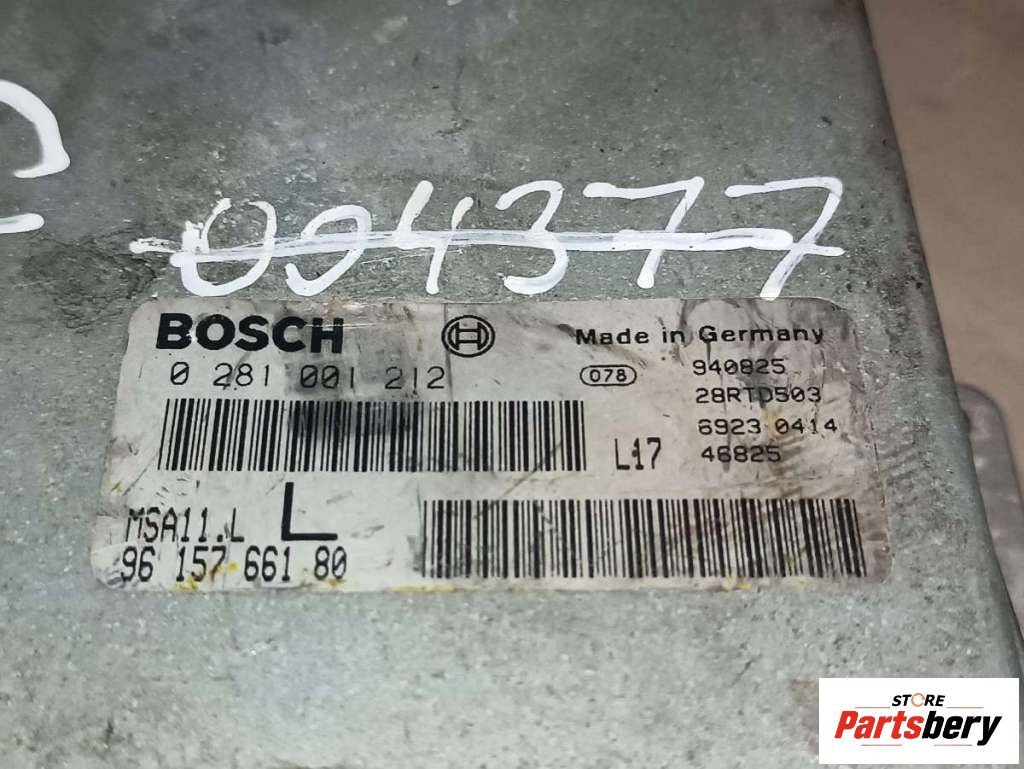 004377
BOSCH
Made in Germany
0 281 001 212
078
940825
28RTD503
6923 0414
L17
46825
MSA11.L
L
96 157 661 80
STORE
Partsbery